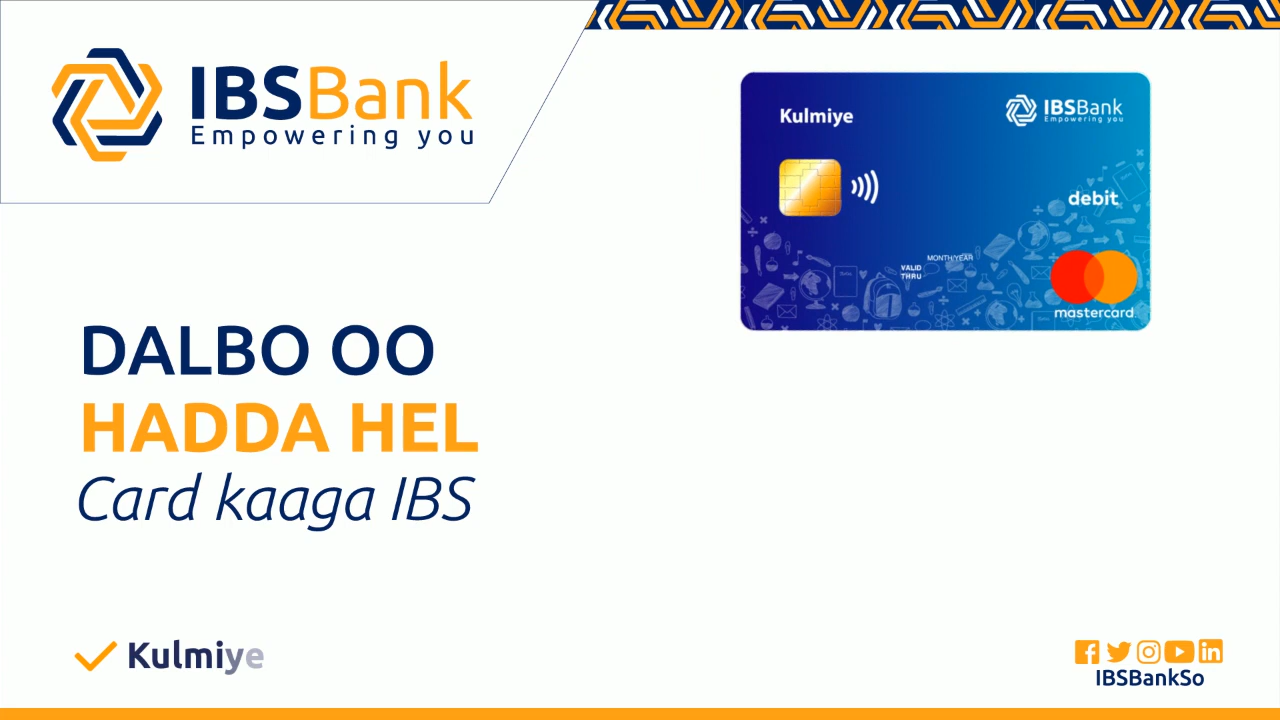 IBSBank
Empowering you
Kulmiye
IBSBank
Empowering you
debit
MONTH/YEAR
VALID
THRU
mastercard
DALBO OO
HADDA HEL
Card kaaga IBS
Kulmiye
IBSBankSo